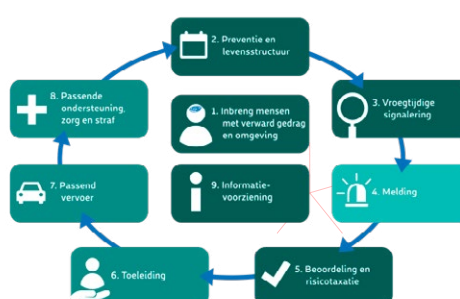 2. Preventie en
levensstructuur
8. Passende
ondersteuning,
zorg en straf
1. Inbreng mensen
met verward gedrag
en omgeving
3. Vroegtijdige
signalering
7. Passend
vervoer
9. Informatie-
voorziening
4. Melding
6. Toeleiding
5. Beoordeling en
risicotaxatie